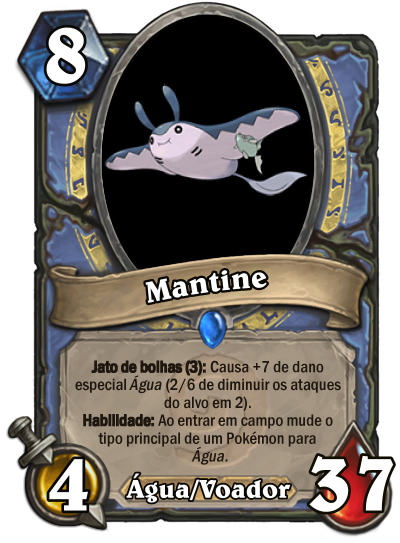 8
Mantine
Jato de bolhas (3): Causa +7 de dano
especial Água (2/6 de diminuir os ataques
do alvo em 2).
Habilidade: Ao entrar em campo mude o
tipo principal de um Pokémon para
Água.
4
Água/Voador
37